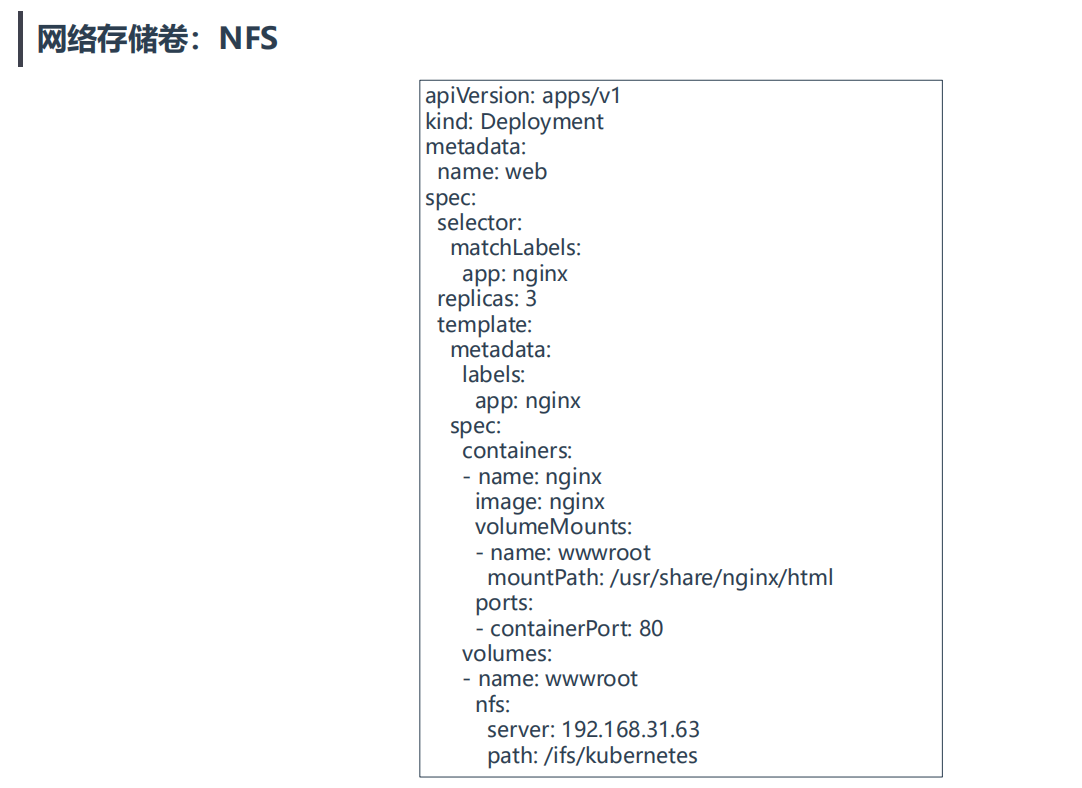 网络存储卷：NFS
apiVersion: apps/v1
kind: Deployment
metadata:
  name: web
spec:
  selector:
    matchLabels:
      app: nginx
  replicas: 3
  template:
    metadata:
      labels:
        app: nginx
    spec:
      containers:
      - name: nginx
        image: nginx
        volumeMounts:
        - name: wwwroot
          mountPath: /usr/share/nginx/html
        ports:
        - containerPort: 80
      volumes:
      - name: wwwroot
        nfs:
          server: 192.168.31.63
          path: /ifs/kubernetes